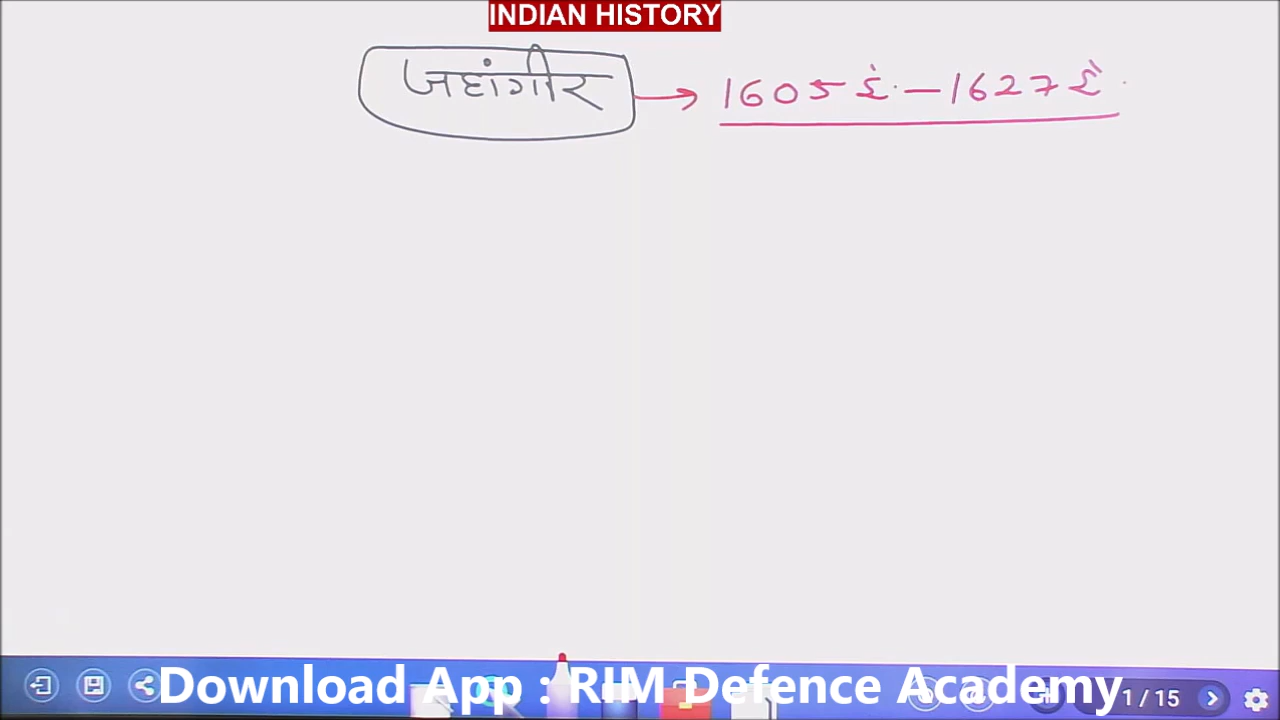 INDIAN HISTORY
जहांगीर → 1605 ई. – 1627 ई.
Download App : RIM Defence Academy
1 / 15